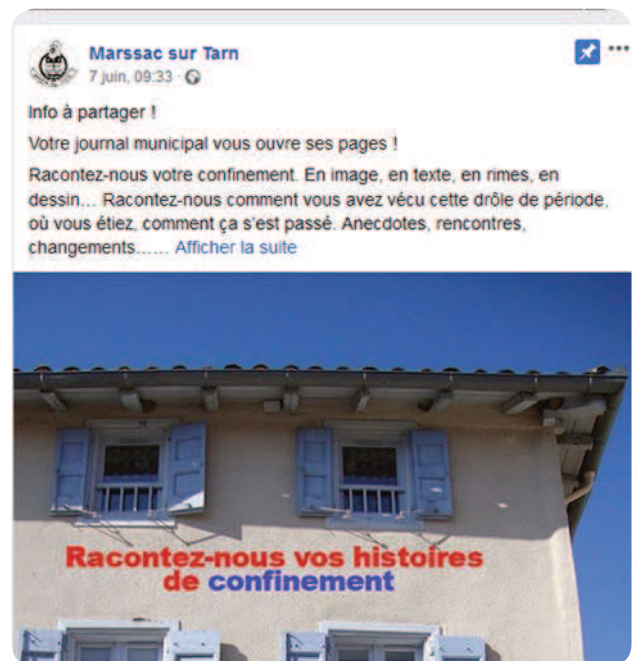 Marssac sur Tarn
7 juin, 09:33 ·
Info à partager !
Votre journal municipal vous ouvre ses pages !
Racontez-nous votre confinement. En image, en texte, en rimes, en
dessin... Racontez-nous comment vous avez vécu cette drôle de période,
où vous étiez, comment ça s'est passé. Anecdotes, rencontres,
changements...... Afficher la suite
Racontez-nous vos histoires
de confinement